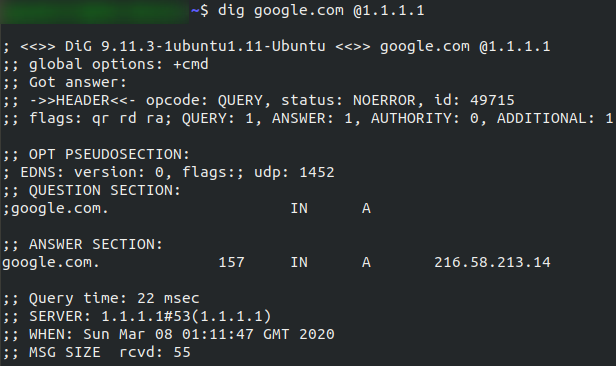 ~$ dig google.com @1.1.1.1

; <<>> DiG 9.11.3-1ubuntu1.11-Ubuntu <<>> google.com @1.1.1.1
;; global options: +cmd
;; Got answer:
;; ->>HEADER<<- opcode: QUERY, status: NOERROR, id: 49715
;; flags: qr rd ra; QUERY: 1, ANSWER: 1, AUTHORITY: 0, ADDITIONAL: 1

;; OPT PSEUDOSECTION:
; EDNS: version: 0, flags:; udp: 1452
;; QUESTION SECTION:
;google.com. IN A

;; ANSWER SECTION:
google.com. 157 IN A 216.58.213.14

;; Query time: 22 msec
;; SERVER: 1.1.1.1#53(1.1.1.1)
;; WHEN: Sun Mar 08 01:11:47 GMT 2020
;; MSG SIZE rcvd: 55